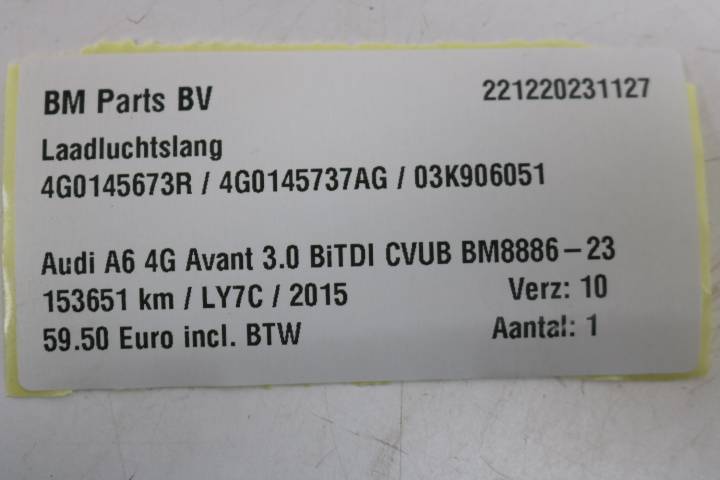 BM Parts BV 221220231127
Laadluchtslang
4G0145673R / 4G0145737AG / 03K906051
Audi A6 4G Avant 3.0 BiTDI CVUB BM8886-23
153651 km / LY7C / 2015 Verz: 10
59.50 Euro incl. BTW Aantal: 1